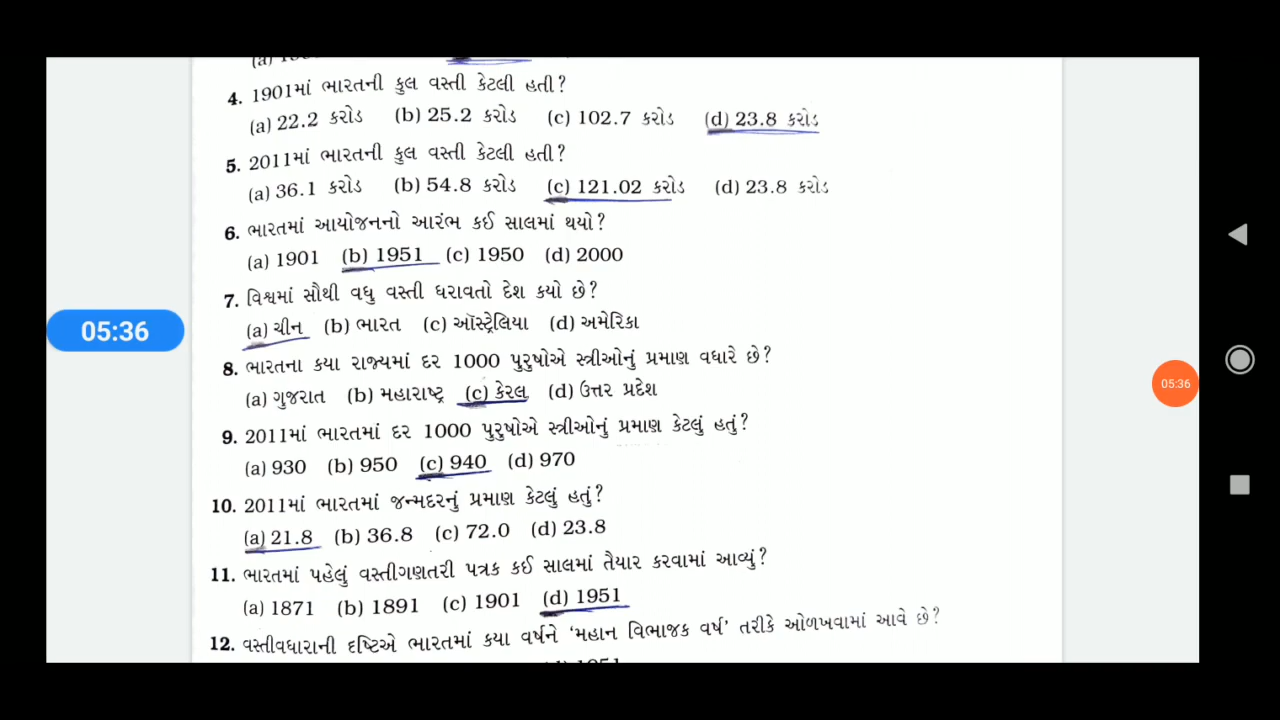 4. 1901માં ભારતની કુલ વસ્તી કેટલી હતી?
(a) 22.2 કરોડ (b) 25.2 કરોડ (c) 102.7 કરોડ (d) 23.8 કરોડ
5. 2011માં ભારતની કુલ વસ્તી કેટલી હતી?
(a) 36.1 કરોડ (b) 54.8 કરોડ (c) 121.02 કરોડ (d) 23.8 કરોડ
6. ભારતમાં આયોજનનો આરંભ કઈ સાલમાં થયો?
(a) 1901 (b) 1951 (c) 1950 (d) 2000
7. વિશ્વમાં સૌથી વધુ વસ્તી ધરાવતો દેશ કયો છે?
05:36
(a) ચીન (b) ભારત (c) ઑસ્ટ્રેલિયા (d) અમેરિકા
8. ભારતના કયા રાજ્યમાં દર 1000 પુરુષોએ સ્ત્રીઓનું પ્રમાણ વધારે છે?
05:36
(a) ગુજરાત (b) મહારાષ્ટ્ર (c) કેરલ (d) ઉત્તર પ્રદેશ
9. 2011માં ભારતમાં દર 1000 પુરુષોએ સ્ત્રીઓનું પ્રમાણ કેટલું હતું?
(a) 930 (b) 950 (c) 940 (d) 970
10. 2011માં ભારતમાં જન્મદરનું પ્રમાણ કેટલું હતું?
(a) 21.8 (b) 36.8 (c) 72.0 (d) 23.8
11. ભારતમાં પહેલું વસ્તીગણતરી પત્રક કઈ સાલમાં તૈયાર કરવામાં આવ્યું?
(a) 1871 (b) 1891 (c) 1901 (d) 1951
12. વસ્તીવધારાની દષ્ટિએ ભારતમાં કયા વર્ષને 'મહાન વિભાજક વર્ષ' તરીકે ઓળખવામાં આવે છે?